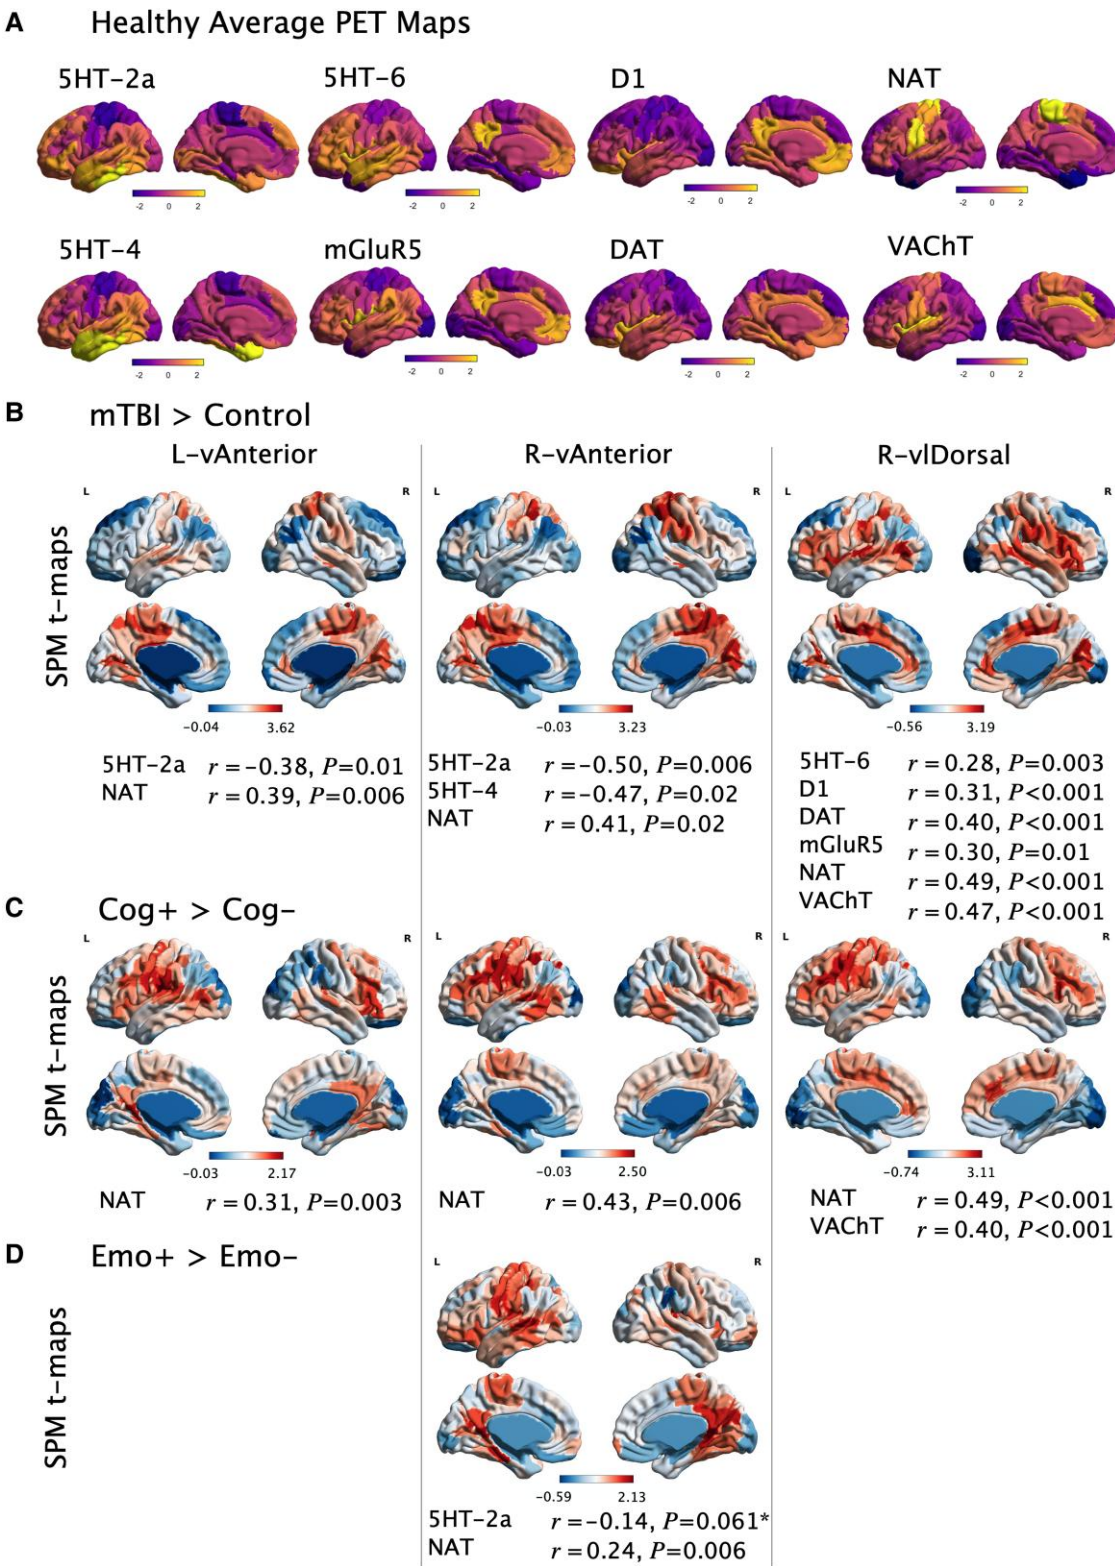 A Healthy Average PET Maps
5HT-2a 5HT-6 D1 NAT
-2 0 2 -2 0 2 -2 0 2 -2 0 2
5HT-4 mGluR5 DAT VAChT
-2 0 2 -2 0 2 -2 0 2 -2 0 2
B mTBI > Control
L-vAnterior R-vAnterior R-vlDorsal
L R L R L R
SPM t-maps
-0.04 3.62 -0.03 3.23 -0.56 3.19
5HT-2a r=-0.38, P=0.01
NAT r=0.39, P=0.006
5HT-2a r=-0.50, P=0.006
5HT-4 r=-0.47, P=0.02
NAT r=0.41, P=0.02
5HT-6 r=0.28, P=0.003
D1 r=0.31, P<0.001
DAT r=0.40, P<0.001
mGluR5 r=0.30, P=0.01
NAT r=0.49, P<0.001
VAChT r=0.47, P<0.001
C Cog+ > Cog-
L R L R L R
SPM t-maps
-0.03 2.17 -0.03 2.50 -0.74 3.11
NAT r=0.31, P=0.003
NAT r=0.43, P=0.006
NAT r=0.49, P<0.001
VAChT r=0.40, P<0.001
D Emo+ > Emo-
L R
SPM t-maps
-0.59 2.13
5HT-2a r=-0.14, P=0.061*
NAT r=0.24, P=0.006